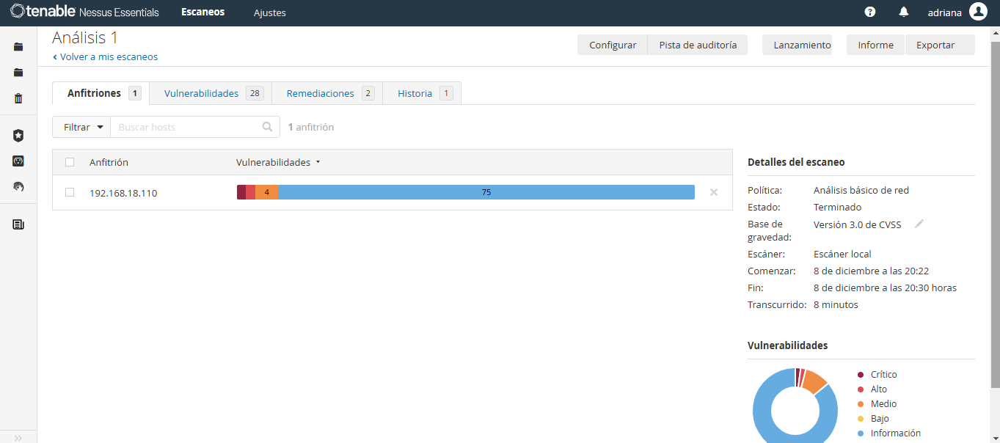 tenable Nessus Essentials Escaneos Ajustes adriana
Análisis 1
Volver a mis escaneos
Configurar Pista de auditoría Lanzamiento Informe Exportar
Anfitriones 1 Vulnerabilidades 28 Remediaciones 2 Historia 1
Filtrar Buscar hosts 1 anfitrión
Anfitrión Vulnerabilidades
192.168.18.110 4 75
Detalles del escaneo
Política: Análisis básico de red
Estado: Terminado
Base de gravedad: Versión 3.0 de CVSS
Escáner: Escáner local
Comenzar: 8 de diciembre a las 20:22
Fin: 8 de diciembre a las 20:30 horas
Transcurrido: 8 minutos
Vulnerabilidades
Crítico
Alto
Medio
Bajo
Información